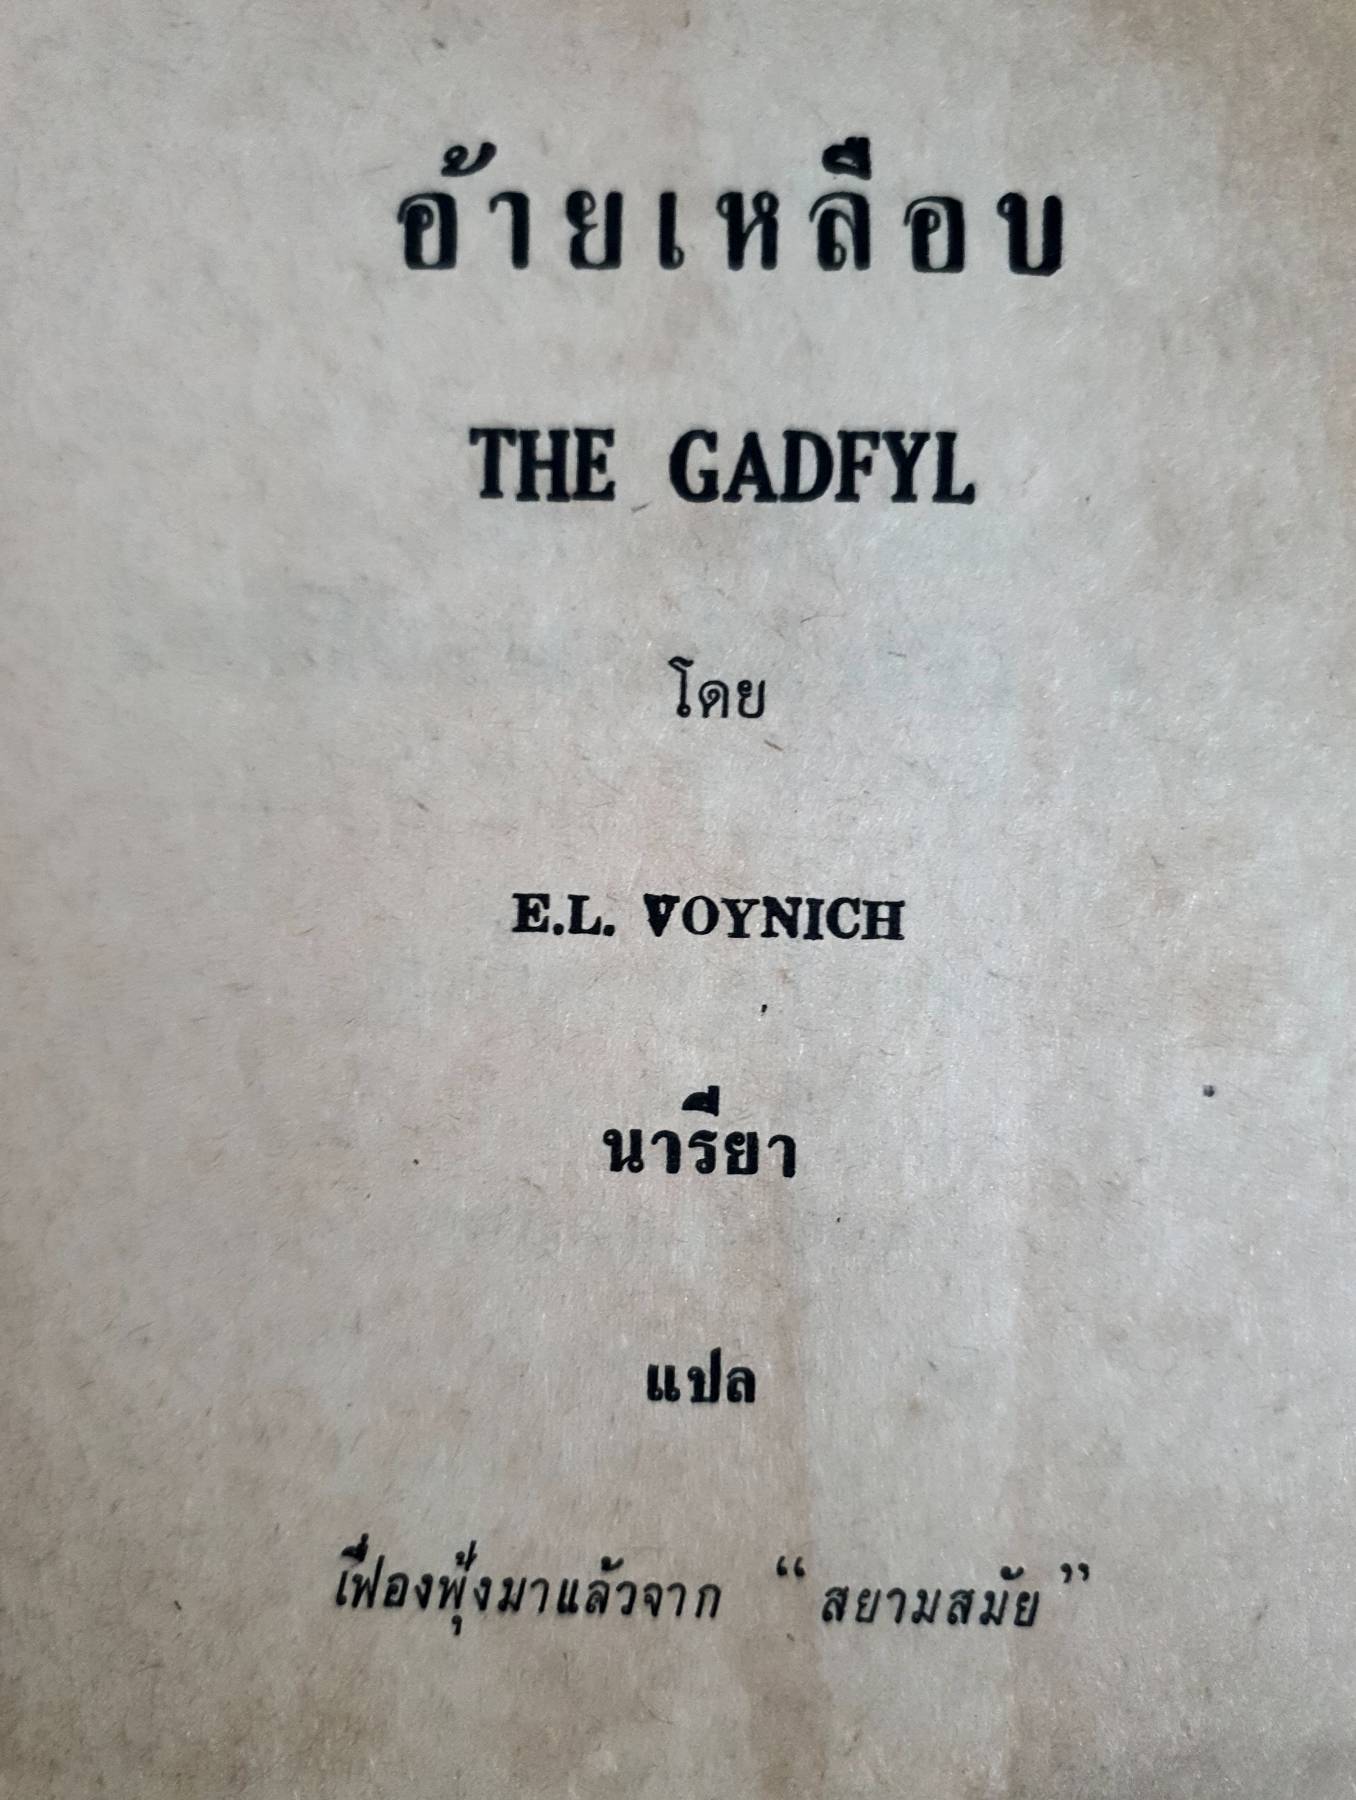 อ้ายเหลือบ
THE GADFYL
โดย
E.L. VOYNICH
นารียา
แปล
เฟื่องฟุ้งมาแล้วจาก “สยามสมัย”